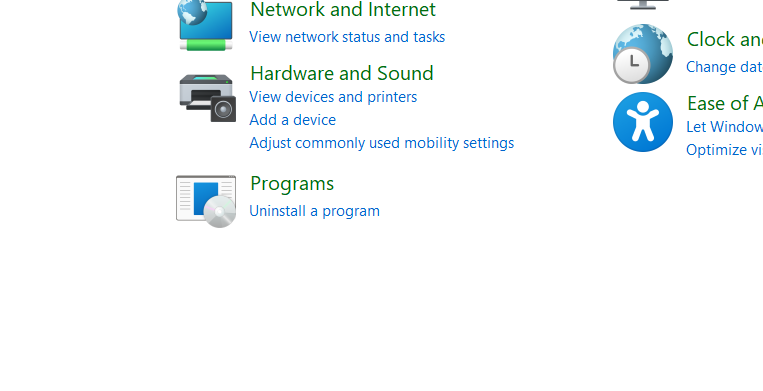 Network and Internet
View network status and tasks
Hardware and Sound
View devices and printers
Add a device
Adjust commonly used mobility settings
Programs
Uninstall a program
Clock and
Change dat
Ease of A
Let Window
Optimize vi